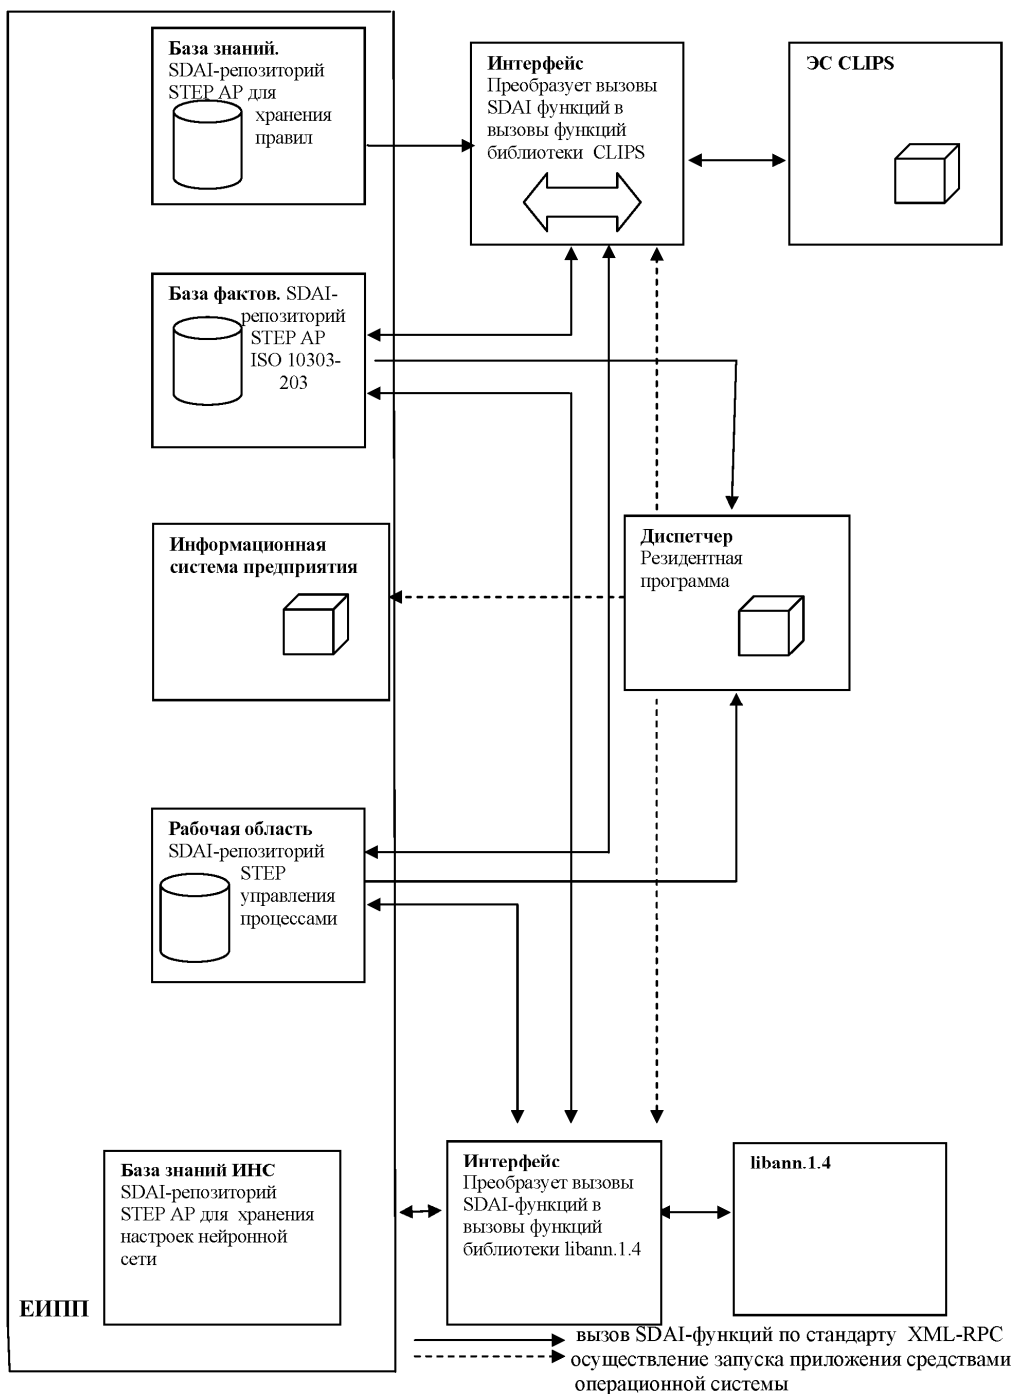 База знаний.
SDAI-репозиторий
STEP AP для
хранения
правил
Интерфейс
Преобразует вызовы
SDAI функций в
вызовы функций
библиотеки CLIPS
ЭС CLIPS
База фактов. SDAI-
репозиторий
STEP AP
ISO 10303-
203
Информационная
система предприятия
Диспетчер
Резидентная
программа
Рабочая область
SDAI-репозиторий
STEP
управления
процессами
База знаний ИНС
SDAI-репозиторий
STEP AP для хранения
настроек нейронной
сети
Интерфейс
Преобразует вызовы
SDAI-функций в
вызовы функций
библиотеки libann.1.4
libann.1.4
ЕИПП
вызов SDAI-функций по стандарту XML-RPC
осуществление запуска приложения средствами
операционной системы